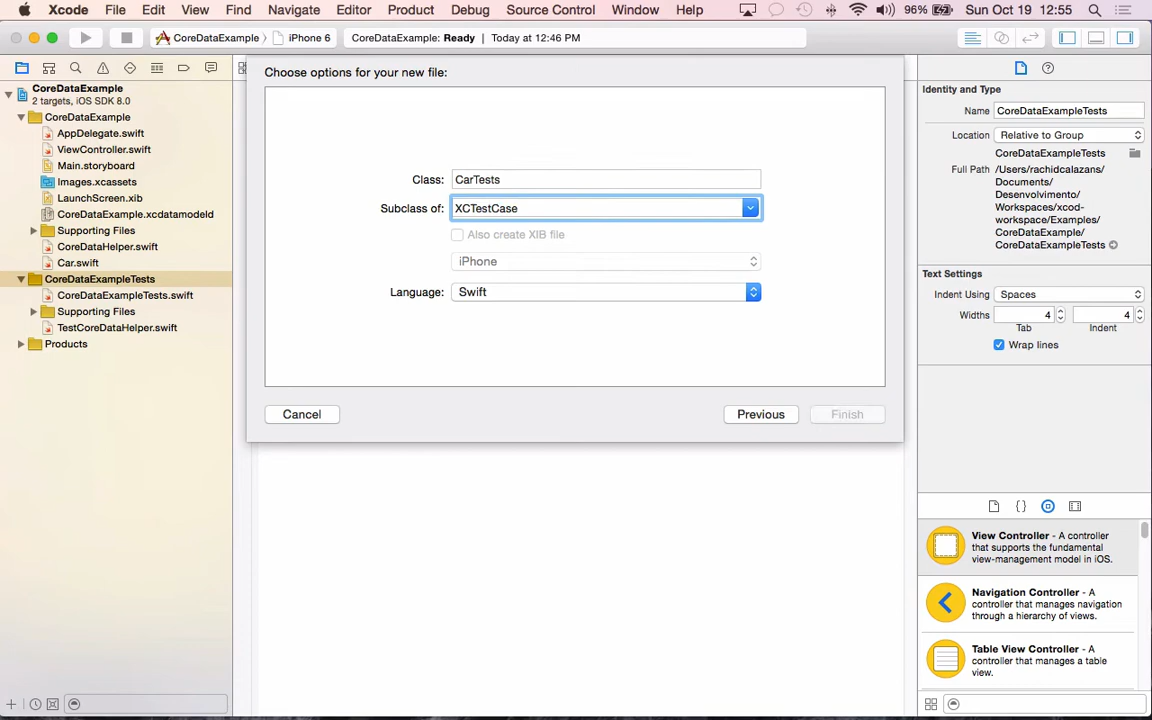 Xcode File Edit View Find Navigate Editor Product Debug Source Control Window Help 96% Sun Oct 19 12:55
CoreDataExample iPhone 6 CoreDataExample: Ready Today at 12:46 PM
CoreDataExample
2 targets, iOS SDK 8.0
CoreDataExample
AppDelegate.swift
ViewController.swift
Main.storyboard
Images.xcassets
LaunchScreen.xib
CoreDataExample.xcdatamodeld
Supporting Files
CoreDataHelper.swift
Car.swift
CoreDataExampleTests
CoreDataExampleTests.swift
Supporting Files
TestCoreDataHelper.swift
Products
Choose options for your new file:
Class: CarTests
Subclass of: XCTestCase
Also create XIB file
iPhone
Language: Swift
Cancel Previous Finish
Identity and Type
Name CoreDataExampleTests
Location Relative to Group
CoreDataExampleTests
Full Path /Users/rachidcalazans/
Documents/
Desenvolvimento/
Workspaces/xcod-
workspace/Examples/
CoreDataExample/
CoreDataExampleTests
Text Settings
Indent Using Spaces
Widths 4 4
Tab Indent
Wrap lines
View Controller - A controller
that supports the fundamental
view-management model in iOS.
Navigation Controller - A
controller that manages navigation
through a hierarchy of views.
Table View Controller - A
controller that manages a table
view.